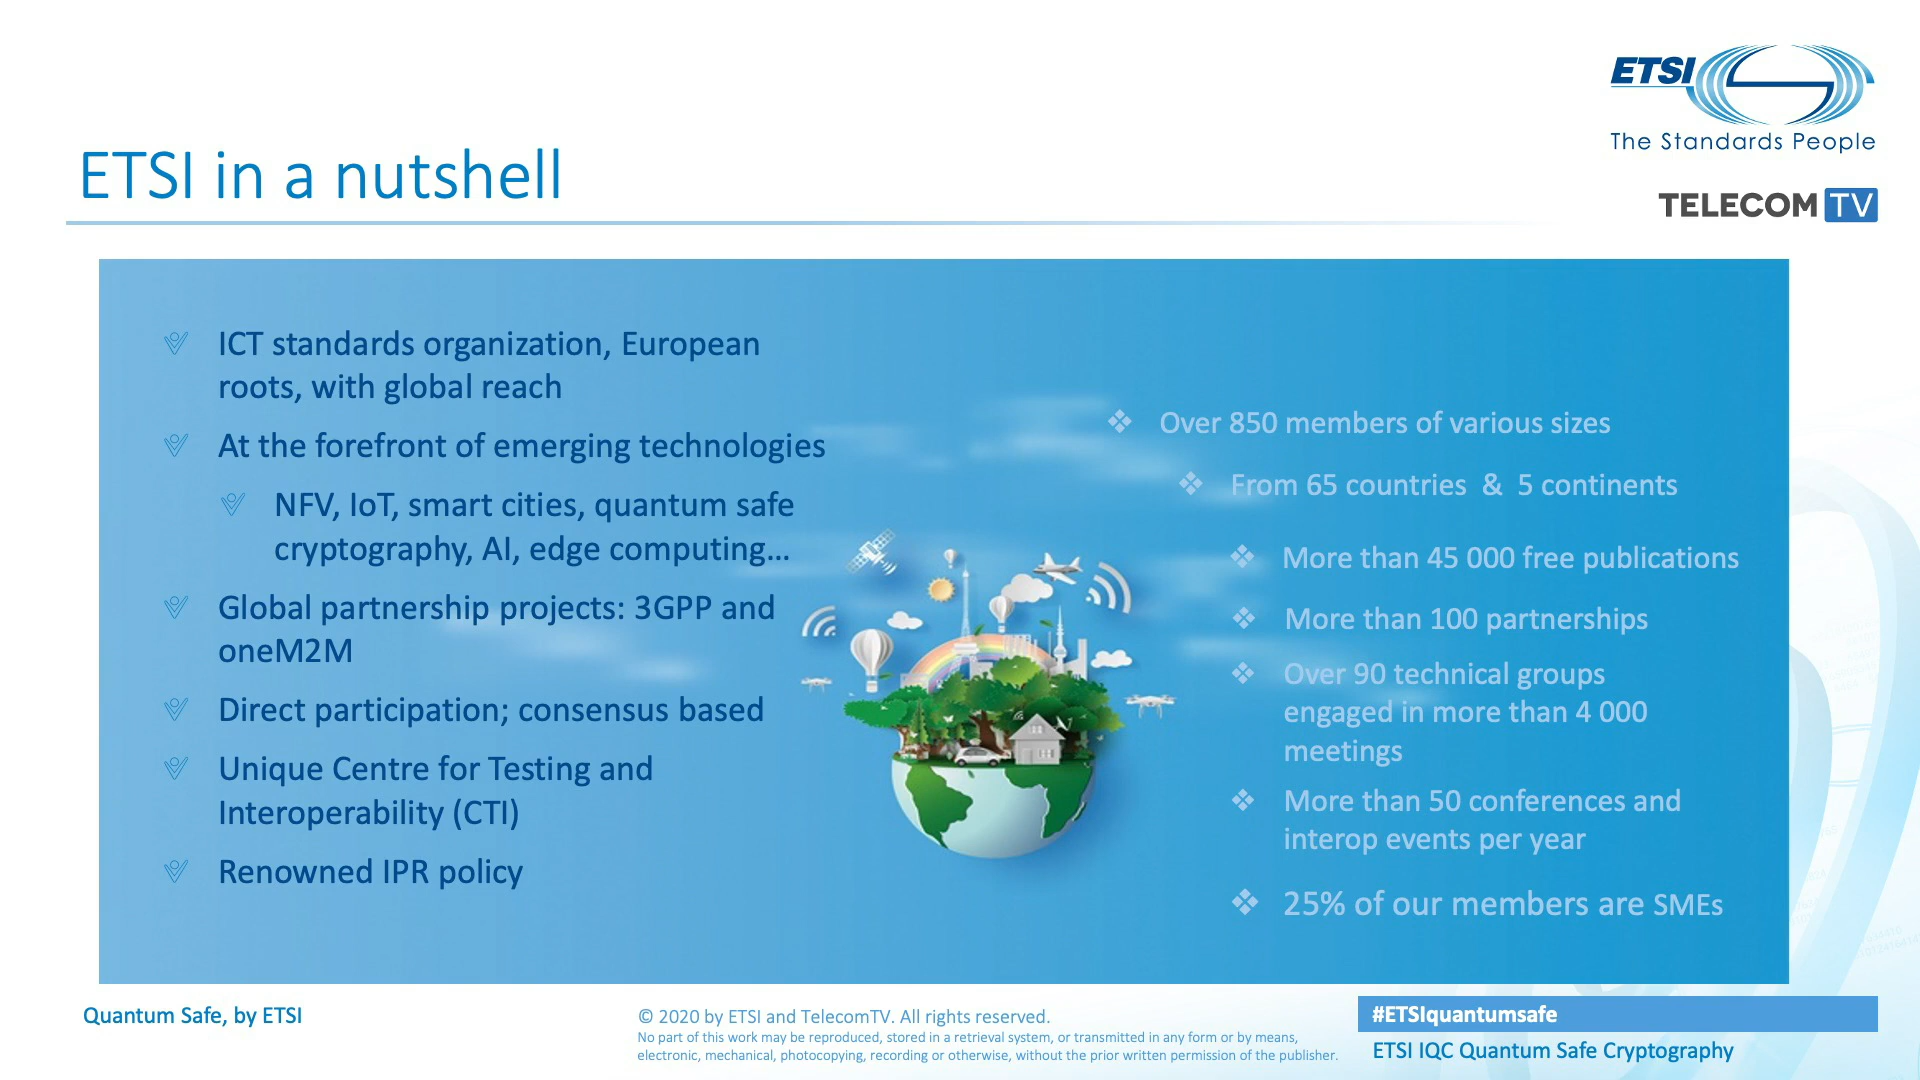 ETSI
The Standards People
TELECOM TV
ETSI in a nutshell
ICT standards organization, European
roots, with global reach
At the forefront of emerging technologies
NFV, IoT, smart cities, quantum safe
cryptography, AI, edge computing...
Global partnership projects: 3GPP and
oneM2M
Direct participation; consensus based
Unique Centre for Testing and
Interoperability (CTI)
Renowned IPR policy
Over 850 members of various sizes
From 65 countries & 5 continents
More than 45 000 free publications
More than 100 partnerships
Over 90 technical groups
engaged in more than 4 000
meetings
More than 50 conferences and
interop events per year
25% of our members are SMEs
Quantum Safe, by ETSI
© 2020 by ETSI and TelecomTV. All rights reserved.
No part of this work may be reproduced, stored in a retrieval system, or transmitted in any form or by means,
electronic, mechanical, photocopying, recording or otherwise, without the prior written permission of the publisher.
#ETSIquantumsafe
ETSI IQC Quantum Safe Cryptography